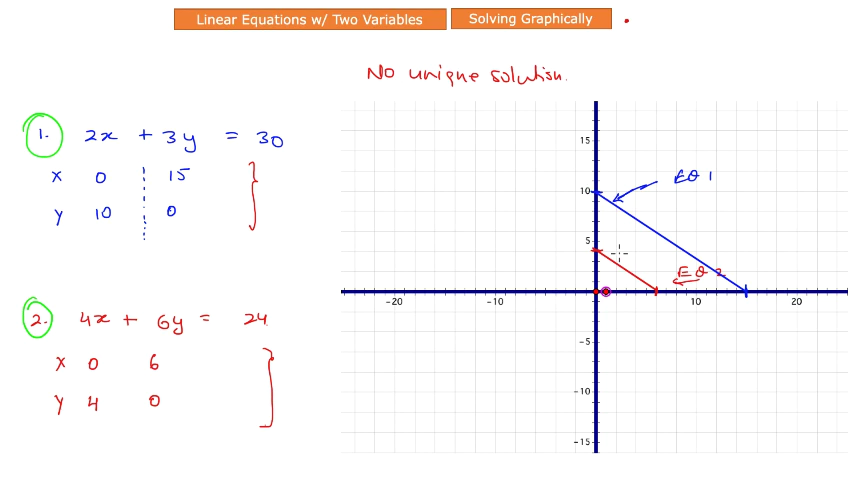 Linear Equations w/ Two Variables Solving Graphically
No unique solution.
1. 2x + 3y = 30
x 0 15
y 10 0
2. 4x + 6y = 24
x 0 6
y 4 0
15
10
5
-20 -10 10 20
-5
-10
-15
EQ 1
EQ 2